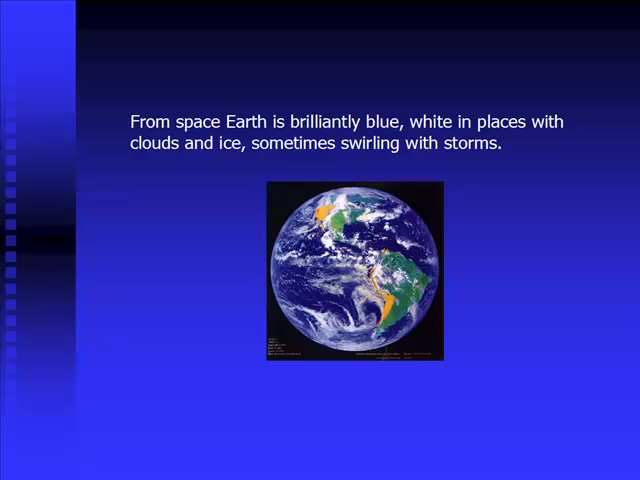 From space Earth is brilliantly blue, white in places with
clouds and ice, sometimes swirling with storms.